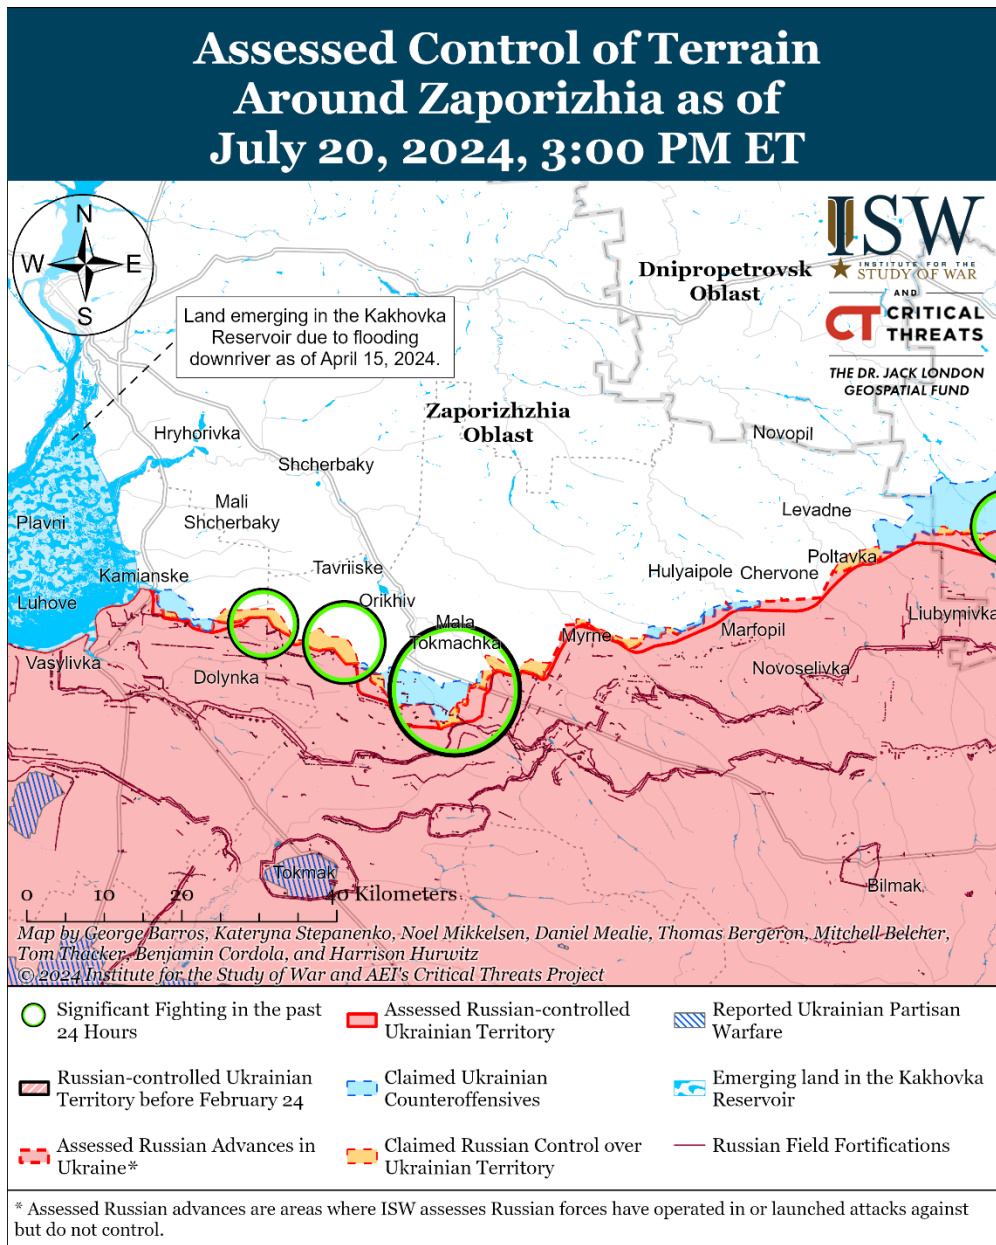 Assessed Control of Terrain
Around Zaporizhia as of
July 20, 2024, 3:00 PM ET
N
W E
S
ISW
INSTITUTE FOR THE
STUDY OF WAR
AND
CT CRITICAL
THREATS
THE DR. JACK LONDON
GEOSPATIAL FUND
Dnipropetrovsk
Oblast
Land emerging in the Kakhovka
Reservoir due to flooding
downriver as of April 15, 2024.
Zaporizhzhia
Oblast
Hryhorivka
Novopil
Shcherbaky
Mali
Shcherbaky
Levadne
Plavni
Poltavka
Kamianske
Tavriiske
Hulyaipole
Chervone
Luhove
Orikhiv
Liubymivka
Mala
Tokmachka
Myrne
Marfopil
Vasylivka
Dolynka
Novoselivka
Tokmak
Bilmak
0 10 20 40 Kilometers
Map by George Barros, Kateryna Stepanenko, Noel Mikkelsen, Daniel Mealie, Thomas Bergeron, Mitchell Belcher,
Tom Thacker, Benjamin Cordola, and Harrison Hurwitz
© 2024 Institute for the Study of War and AEI's Critical Threats Project
Significant Fighting in the past
24 Hours
Assessed Russian-controlled
Ukrainian Territory
Reported Ukrainian Partisan
Warfare
Russian-controlled Ukrainian
Territory before February 24
Claimed Ukrainian
Counteroffensives
Emerging land in the Kakhovka
Reservoir
Assessed Russian Advances in
Ukraine*
Claimed Russian Control over
Ukrainian Territory
Russian Field Fortifications
* Assessed Russian advances are areas where ISW assesses Russian forces have operated in or launched attacks against
but do not control.